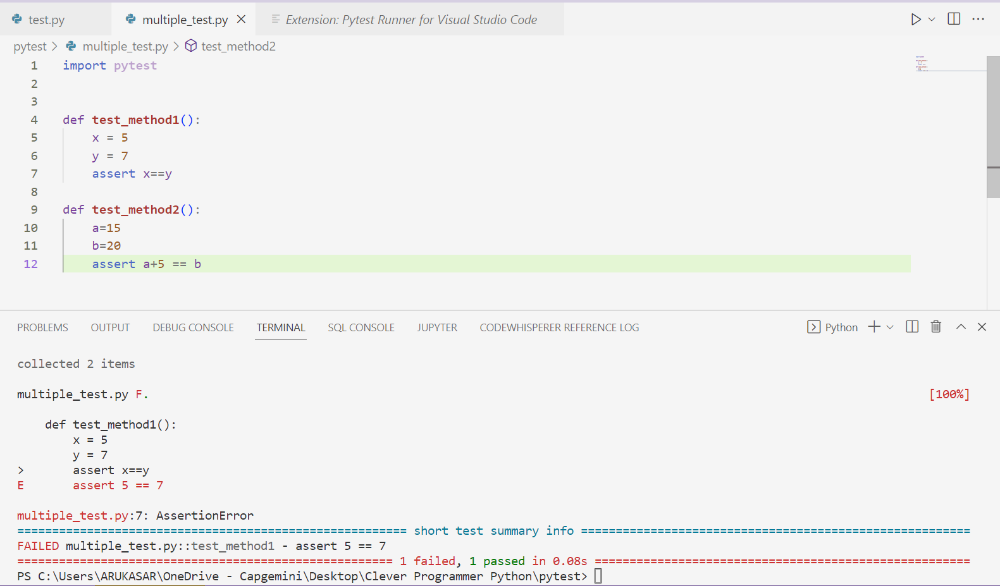 test.py
multiple_test.py
Extension: Pytest Runner for Visual Studio Code
pytest > multiple_test.py > test_method2
1 import pytest
2
3
4 def test_method1():
5     x = 5
6     y = 7
7     assert x==y
8
9 def test_method2():
10     a=15
11     b=20
12     assert a+5 == b
PROBLEMS OUTPUT DEBUG CONSOLE TERMINAL SQL CONSOLE JUPYTER CODEWHISPERER REFERENCE LOG Python
collected 2 items
multiple_test.py F. [100%]
    def test_method1():
        x = 5
        y = 7
>       assert x==y
E       assert 5 == 7
multiple_test.py:7: AssertionError
======================================================== short test summary info ========================================================
FAILED multiple_test.py::test_method1 - assert 5 == 7
====================================================== 1 failed, 1 passed in 0.08s ======================================================
PS C:\Users\ARUKASAR\OneDrive - Capgemini\Desktop\Clever Programmer Python\pytest>